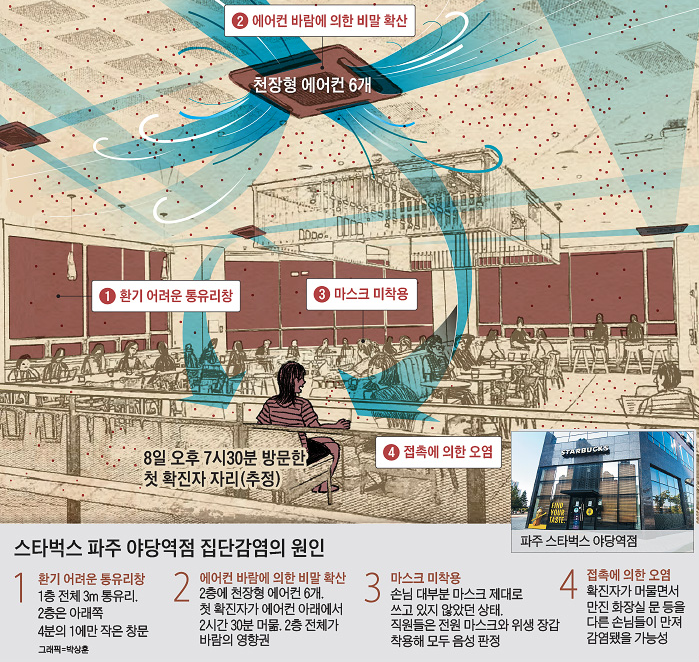 ❷ 에어컨 바람에 의한 비말 확산
천장형 에어컨 6개
❶ 환기 어려운 통유리창
❸ 마스크 미착용
❹ 접촉에 의한 오염
8일 오후 7시30분 방문한
첫 확진자 자리(추정)
STARBUCKS
FIND
YOUR
TASTE.
파주 스타벅스 야당역점
스타벅스 파주 야당역점 집단감염의 원인
1 환기 어려운 통유리창
1층 전체 3m 통유리.
2층은 아래쪽
4분의 1에만 작은 창문
그래픽=박상훈
2 에어컨 바람에 의한 비말 확산
2층에 천장형 에어컨 6개.
첫 확진자가 에어컨 아래에서
2시간 30분 머묾. 2층 전체가
바람의 영향권
3 마스크 미착용
손님 대부분 마스크 제대로
쓰고 있지 않았던 상태.
직원들은 전원 마스크와 위생 장갑
착용해 모두 음성 판정
4 접촉에 의한 오염
확진자가 머물면서
만진 화장실 문 등을
다른 손님들이 만져
감염됐을 가능성